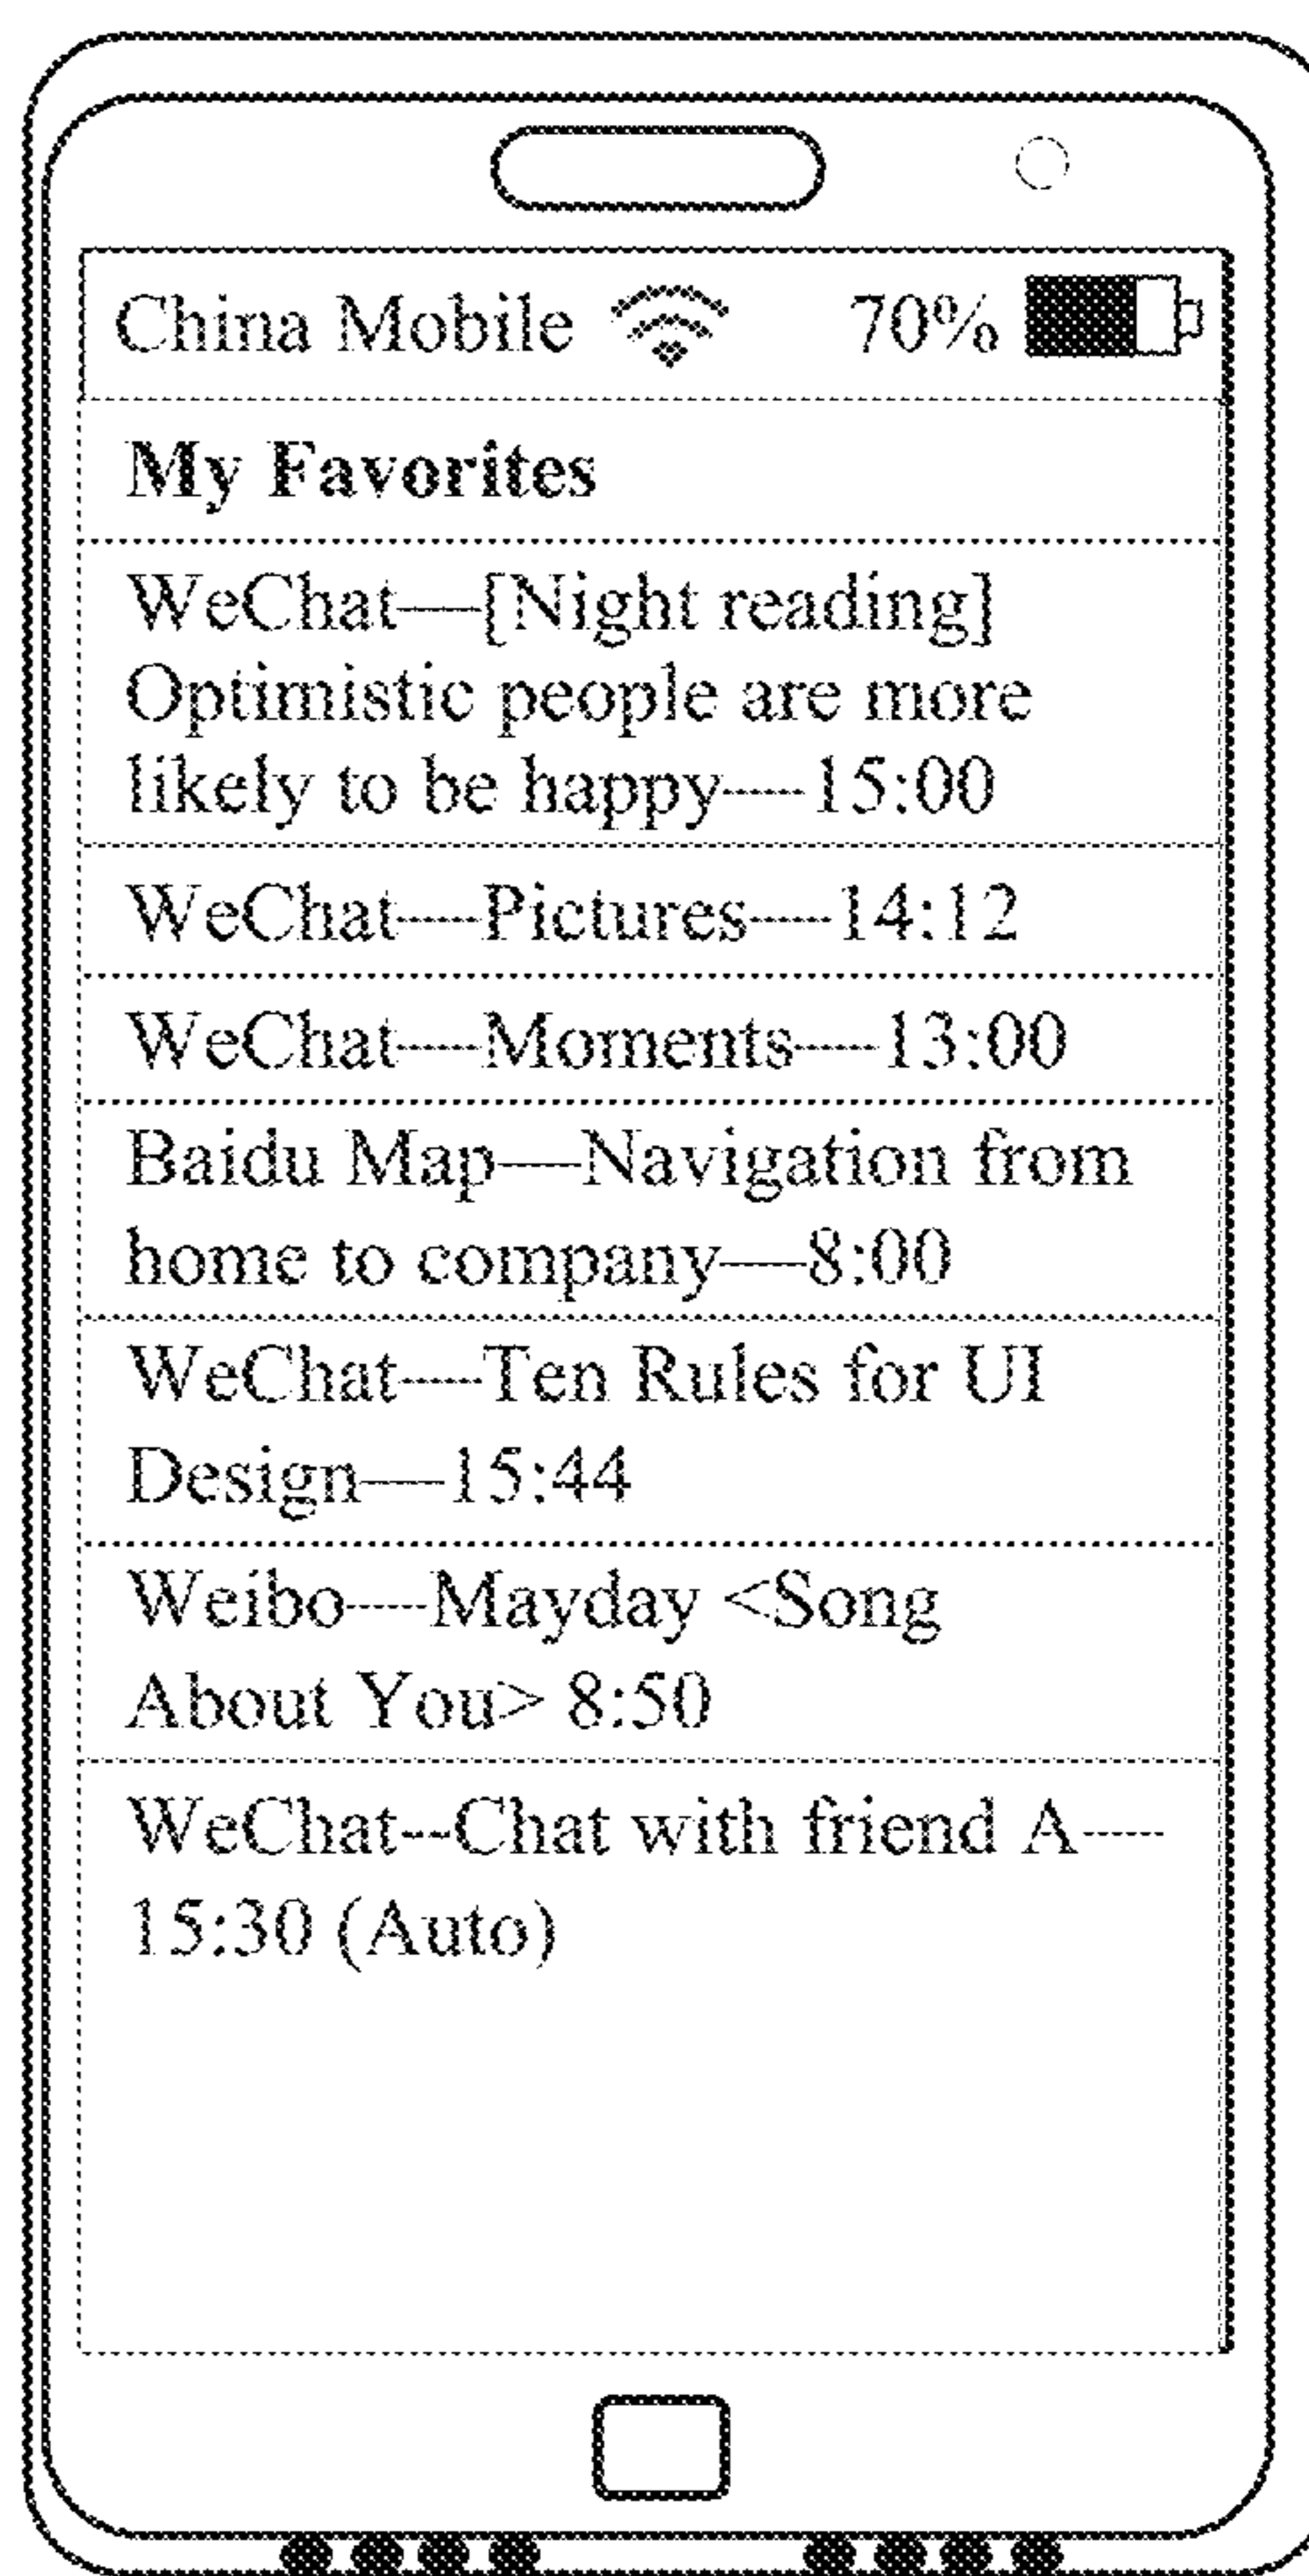 China Mobile 70%
My Favorites
WeChat----[Night reading]
Optimistic people are more
likely to be happy----15:00
WeChat----Pictures----14:12
WeChat----Moments----13:00
Baidu Map----Navigation from
home to company----8:00
WeChat----Ten Rules for UI
Design----15:44
Weibo----Mayday <Song
About You> 8:50
WeChat--Chat with friend A----
15:30 (Auto)